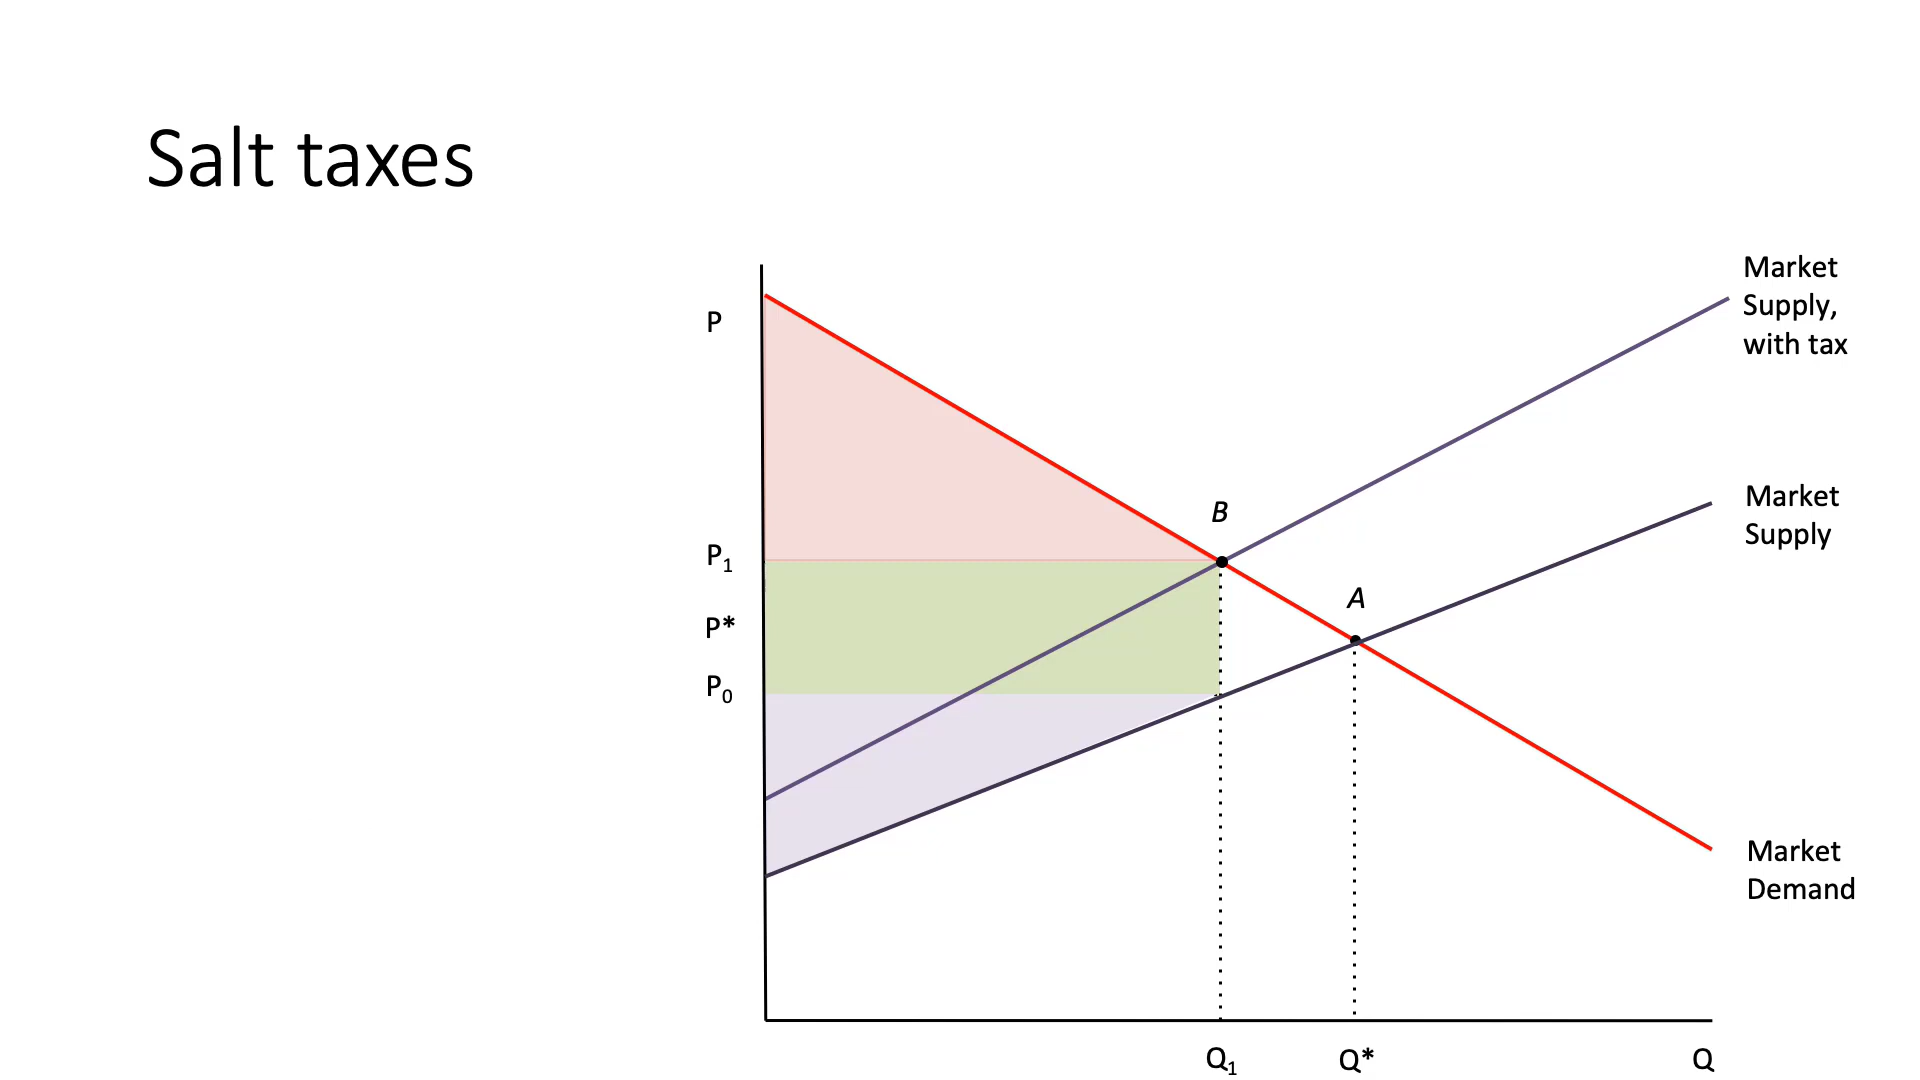 Salt taxes
Market
Supply,
with tax
P
Market
Supply
B
P₁
A
P*
P₀
Market
Demand
Q₁
Q*
Q